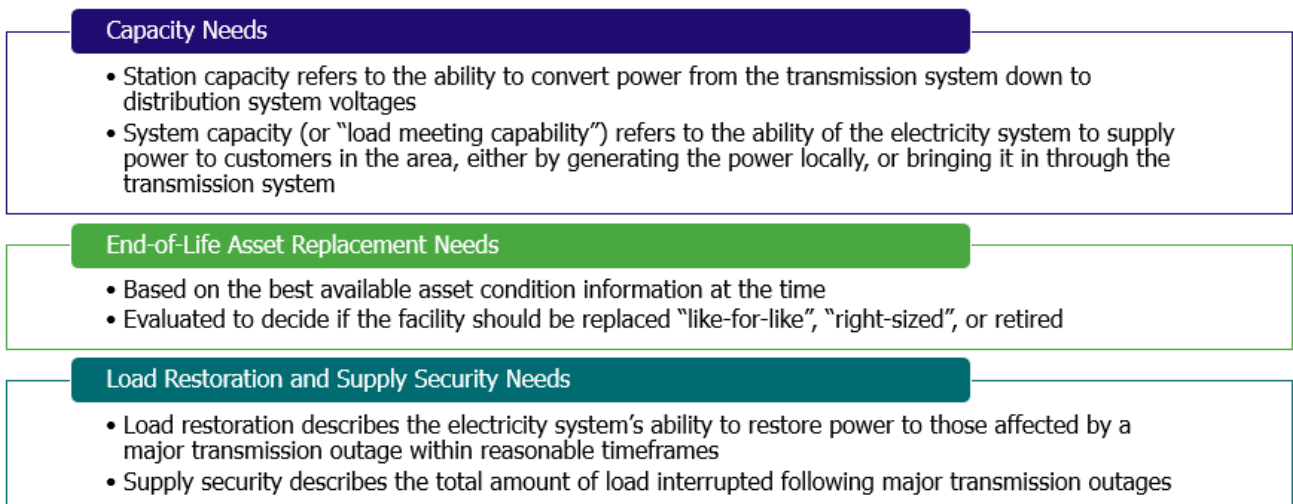 Capacity Needs
• Station capacity refers to the ability to convert power from the transmission system down to
distribution system voltages
• System capacity (or “load meeting capability”) refers to the ability of the electricity system to supply
power to customers in the area, either by generating the power locally, or bringing it in through the
transmission system
End-of-Life Asset Replacement Needs
• Based on the best available asset condition information at the time
• Evaluated to decide if the facility should be replaced “like-for-like”, “right-sized”, or retired
Load Restoration and Supply Security Needs
• Load restoration describes the electricity system’s ability to restore power to those affected by a
major transmission outage within reasonable timeframes
• Supply security describes the total amount of load interrupted following major transmission outages